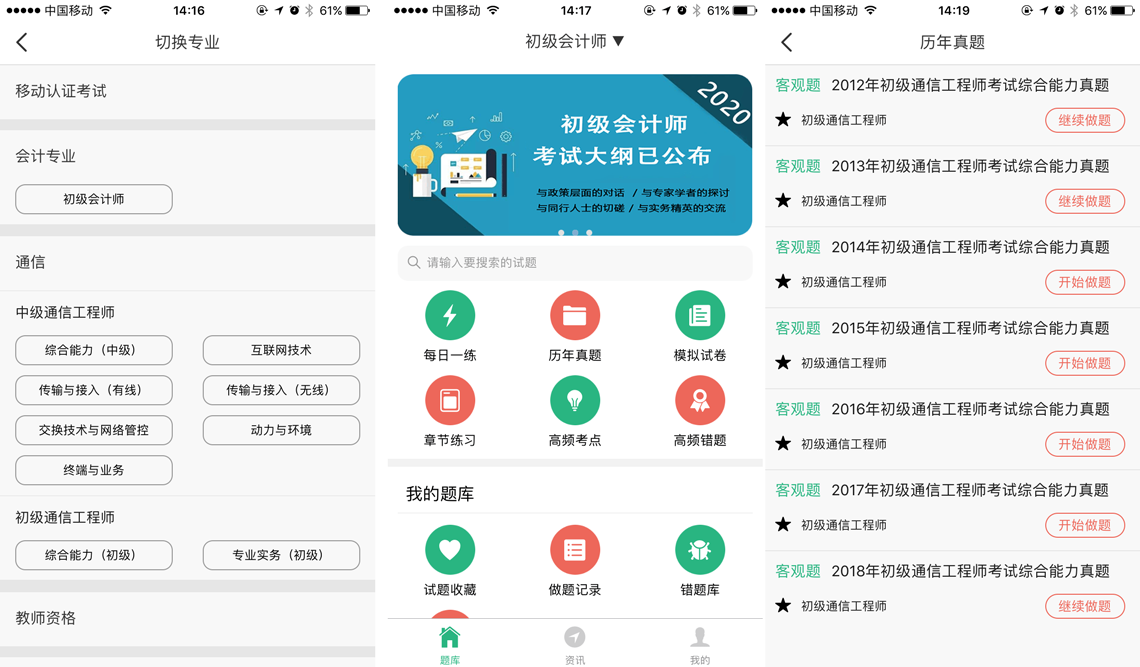 中国移动 14:16 61%
切换专业
移动认证考试
会计专业
初级会计师
通信
中级通信工程师
综合能力（中级） 互联网技术
传输与接入（有线） 传输与接入（无线）
交换技术与网络管控 动力与环境
终端与业务
初级通信工程师
综合能力（初级） 专业实务（初级）
教师资格
中国移动 14:17 61%
初级会计师▼
2020
初级会计师
考试大纲已公布
与政策层面的对话 / 与专家学者的探讨
与同行人士的切磋 / 与实务精英的交流
请输入要搜索的试题
每日一练 历年真题 模拟试卷
章节练习 高频考点 高频错题
我的题库
试题收藏 做题记录 错题库
题库 资讯 我的
中国移动 14:19 61%
历年真题
客观题 2012年初级通信工程师考试综合能力真题
★ 初级通信工程师 继续做题
客观题 2013年初级通信工程师考试综合能力真题
★ 初级通信工程师 继续做题
客观题 2014年初级通信工程师考试综合能力真题
★ 初级通信工程师 开始做题
客观题 2015年初级通信工程师考试综合能力真题
★ 初级通信工程师 开始做题
客观题 2016年初级通信工程师考试综合能力真题
★ 初级通信工程师 开始做题
客观题 2017年初级通信工程师考试综合能力真题
★ 初级通信工程师 开始做题
客观题 2018年初级通信工程师考试综合能力真题
★ 初级通信工程师 继续做题